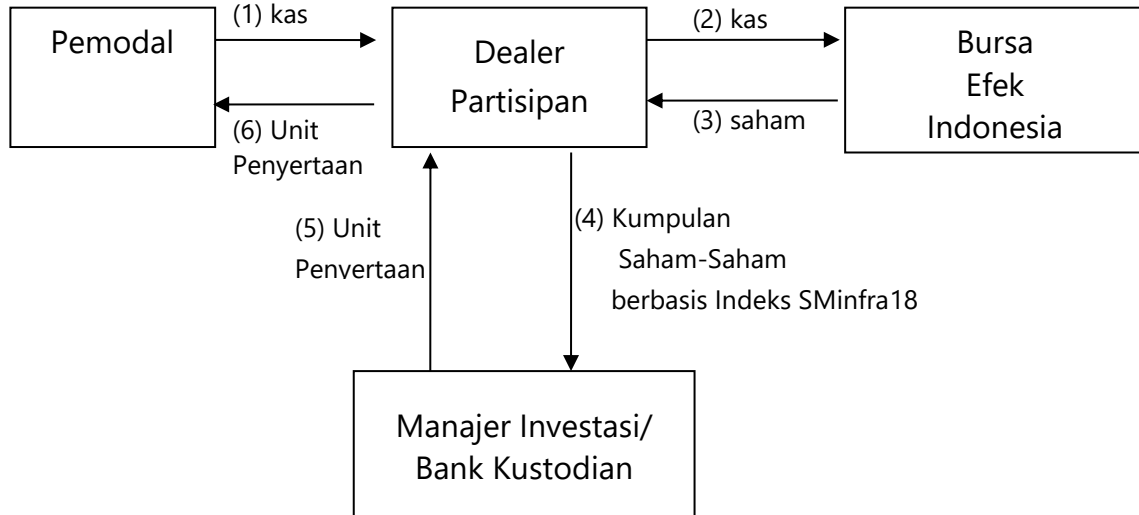 Pemodal
(1) kas
Dealer
Partisipan
(2) kas
Bursa
Efek
Indonesia
(3) saham
(6) Unit
Penyertaan
(5) Unit
Penvertaan
(4) Kumpulan
Saham-Saham
berbasis Indeks SMinfra18
Manajer Investasi/
Bank Kustodian